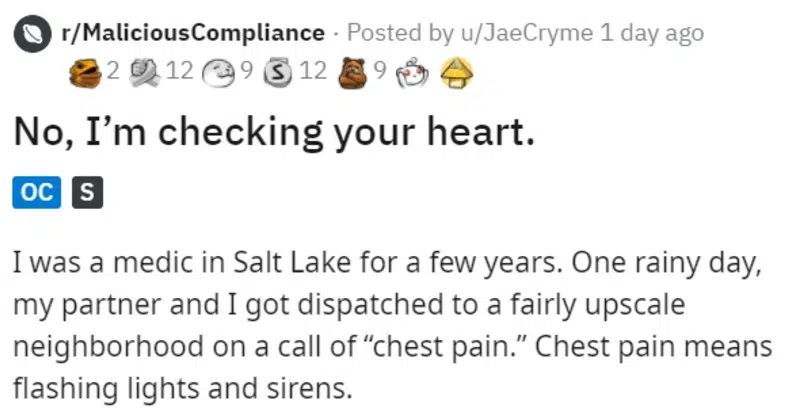 r/MaliciousCompliance · Posted by u/JaeCryme 1 day ago
2 12 9 S 12 9
No, I’m checking your heart.
OC S
I was a medic in Salt Lake for a few years. One rainy day,
my partner and I got dispatched to a fairly upscale
neighborhood on a call of “chest pain.” Chest pain means
flashing lights and sirens.